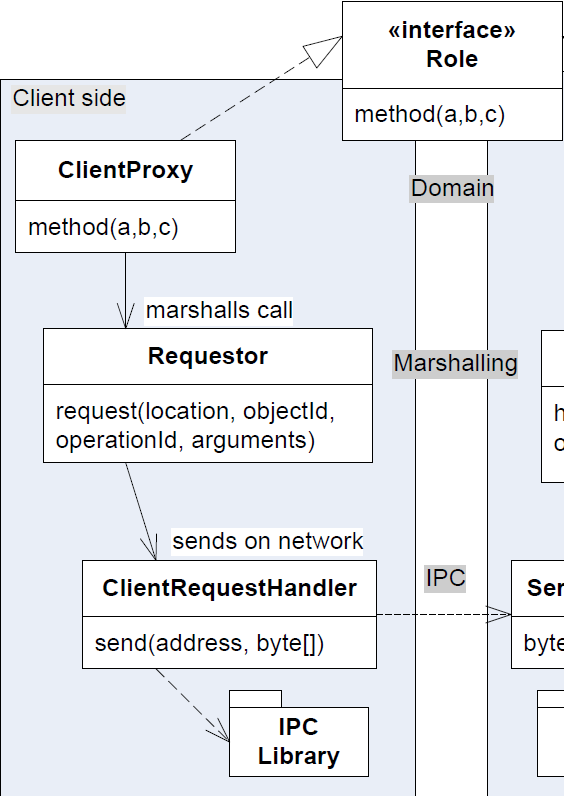 «interface»
Role
method(a,b,c)
Client side
ClientProxy
method(a,b,c)
Domain
marshalls call
Requestor
request(location, objectId,
operationId, arguments)
Marshalling
sends on network
ClientRequestHandler
send(address, byte[])
IPC
IPC
Library